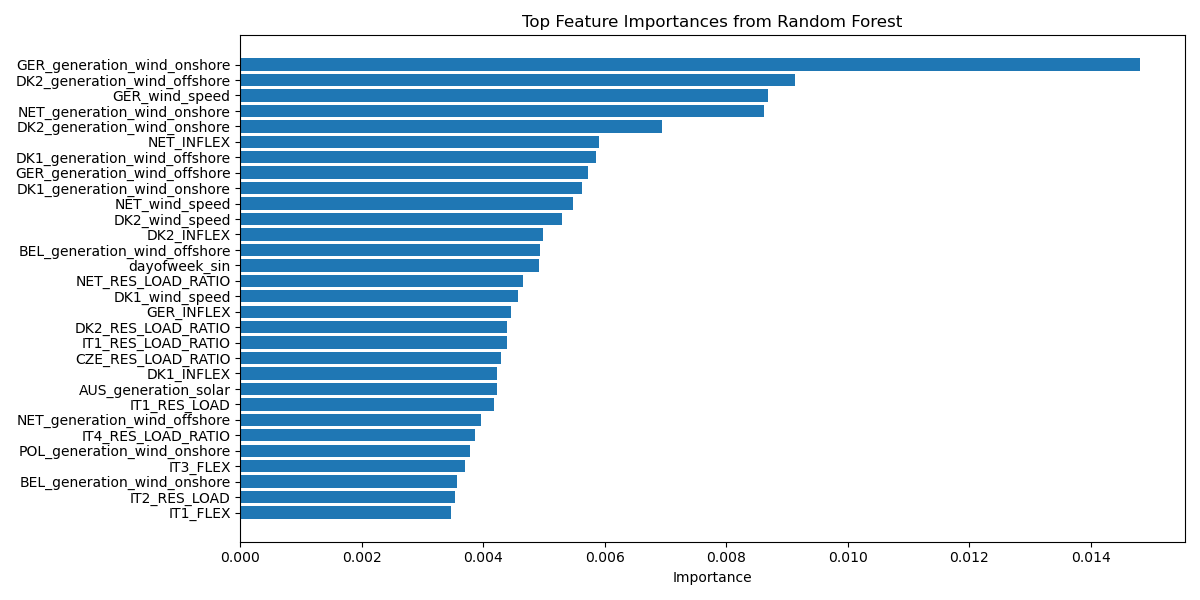 Top Feature Importances from Random Forest
GER_generation_wind_onshore
DK2_generation_wind_offshore
GER_wind_speed
NET_generation_wind_onshore
DK2_generation_wind_onshore
NET_INFLEX
DK1_generation_wind_offshore
GER_generation_wind_offshore
DK1_generation_wind_onshore
NET_wind_speed
DK2_wind_speed
DK2_INFLEX
BEL_generation_wind_offshore
dayofweek_sin
NET_RES_LOAD_RATIO
DK1_wind_speed
GER_INFLEX
DK2_RES_LOAD_RATIO
IT1_RES_LOAD_RATIO
CZE_RES_LOAD_RATIO
DK1_INFLEX
AUS_generation_solar
IT1_RES_LOAD
NET_generation_wind_offshore
IT4_RES_LOAD_RATIO
POL_generation_wind_onshore
IT3_FLEX
BEL_generation_wind_onshore
IT2_RES_LOAD
IT1_FLEX
0.000 0.002 0.004 0.006 0.008 0.010 0.012 0.014
Importance